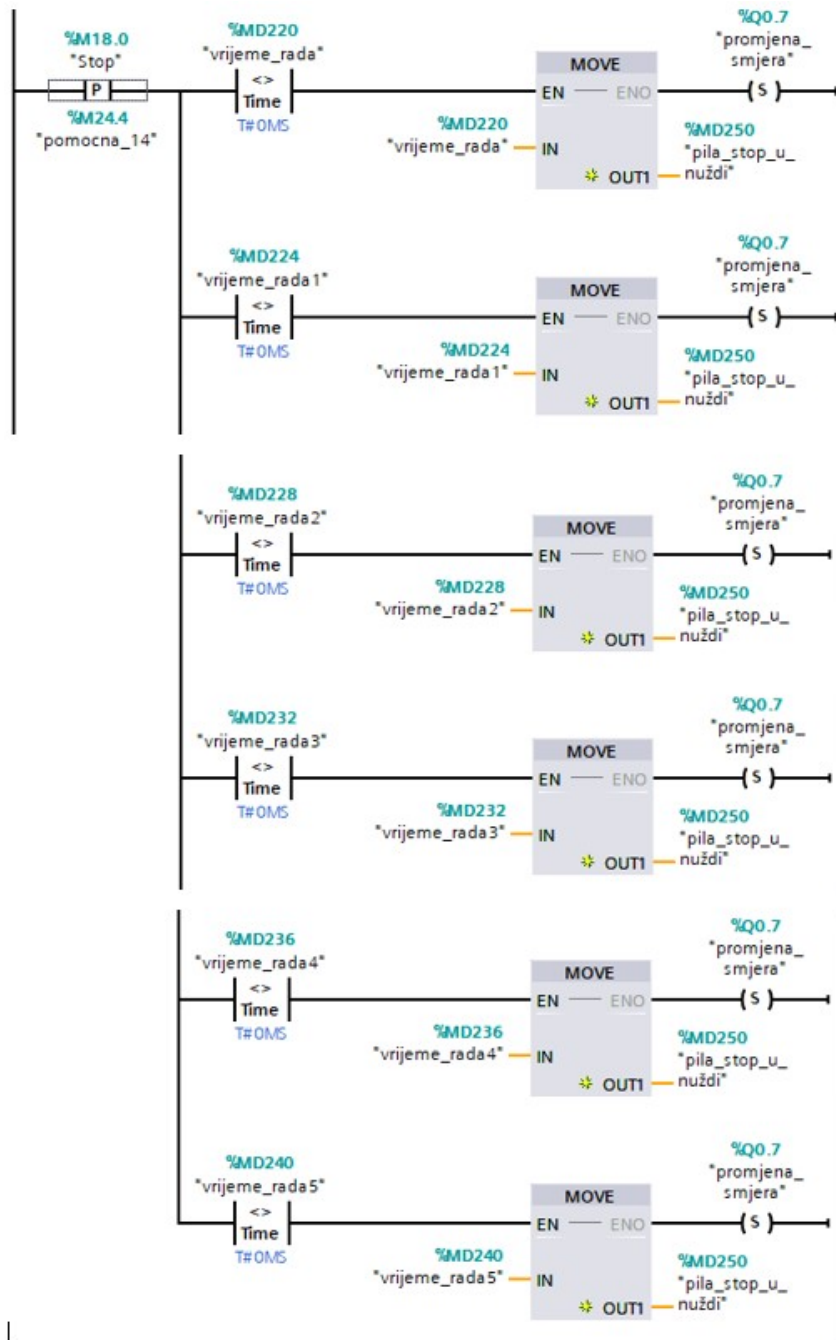 %M18.0
"Stop"
P
%M24.4
"pomocna_14"
%MD220
"vrijeme_rada"
<>
Time
T#0MS
MOVE
EN ENO
%MD220
"vrijeme_rada" IN
OUT1
%Q0.7
"promjena_
smjera"
S
%MD250
"pila_stop_u_
nuždi"
%MD224
"vrijeme_rada1"
<>
Time
T#0MS
MOVE
EN ENO
%MD224
"vrijeme_rada1" IN
OUT1
%Q0.7
"promjena_
smjera"
S
%MD250
"pila_stop_u_
nuždi"
%MD228
"vrijeme_rada2"
<>
Time
T#0MS
MOVE
EN ENO
%MD228
"vrijeme_rada2" IN
OUT1
%Q0.7
"promjena_
smjera"
S
%MD250
"pila_stop_u_
nuždi"
%MD232
"vrijeme_rada3"
<>
Time
T#0MS
MOVE
EN ENO
%MD232
"vrijeme_rada3" IN
OUT1
%Q0.7
"promjena_
smjera"
S
%MD250
"pila_stop_u_
nuždi"
%MD236
"vrijeme_rada4"
<>
Time
T#0MS
MOVE
EN ENO
%MD236
"vrijeme_rada4" IN
OUT1
%Q0.7
"promjena_
smjera"
S
%MD250
"pila_stop_u_
nuždi"
%MD240
"vrijeme_rada5"
<>
Time
T#0MS
MOVE
EN ENO
%MD240
"vrijeme_rada5" IN
OUT1
%Q0.7
"promjena_
smjera"
S
%MD250
"pila_stop_u_
nuždi"